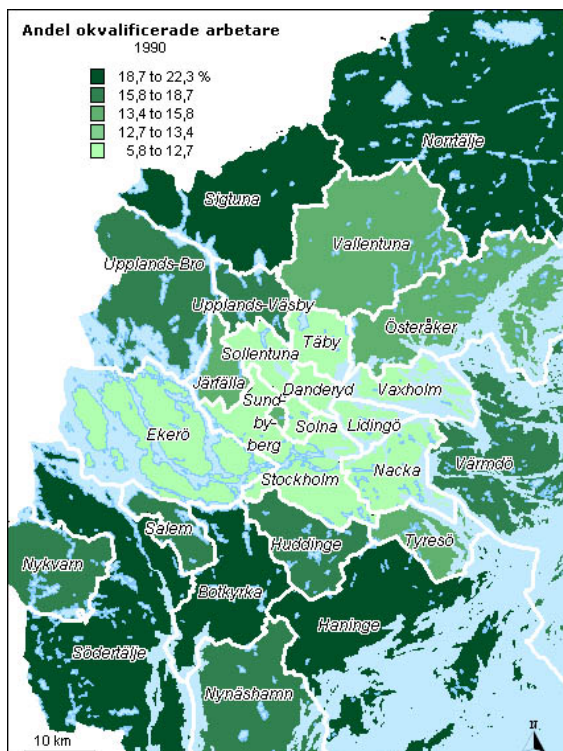 Andel okvalificerade arbetare
1990
18,7 to 22,3 %
15,8 to 18,7
13,4 to 15,8
12,7 to 13,4
5,8 to 12,7
Norrtälje
Sigtuna
Vallentuna
Upplands-Bro
Upplands-Väsby
Österåker
Täby
Sollentuna
Järfälla
Danderyd
Vaxholm
Sund-
by-
berg
Solna
Lidingö
Ekerö
Värmdö
Nacka
Stockholm
Salem
Huddinge
Tyresö
Nykvarn
Botkyrka
Haninge
Södertälje
Nynäshamn
10 km
N